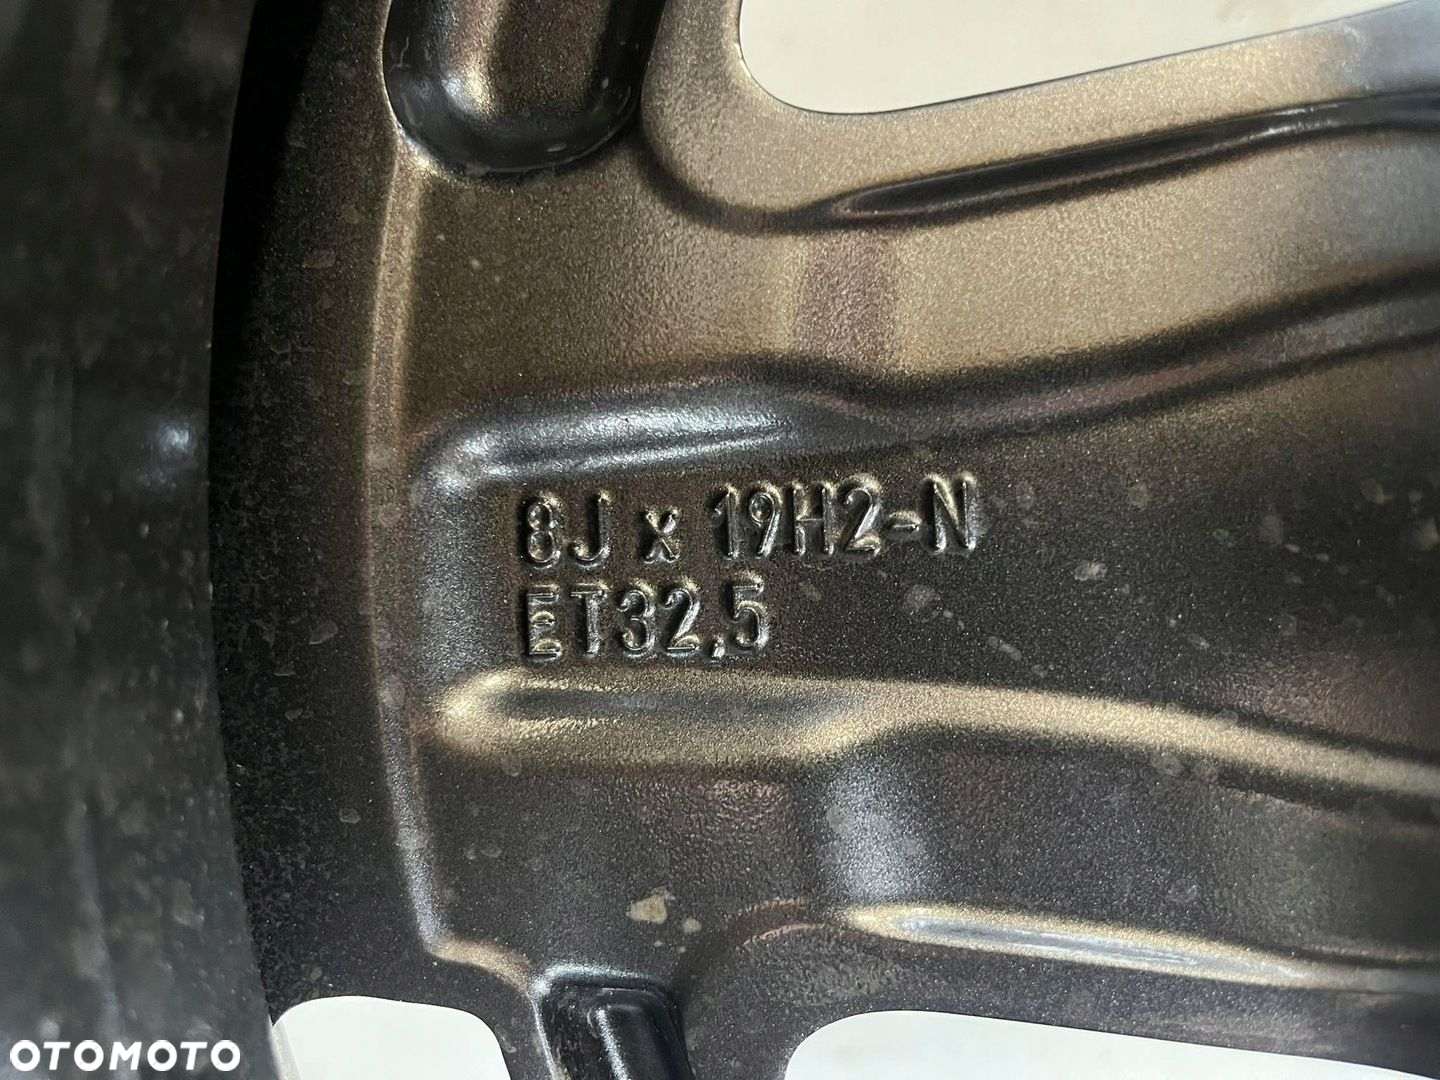 8J x 19H2-N
ET32,5
OTOMOTO